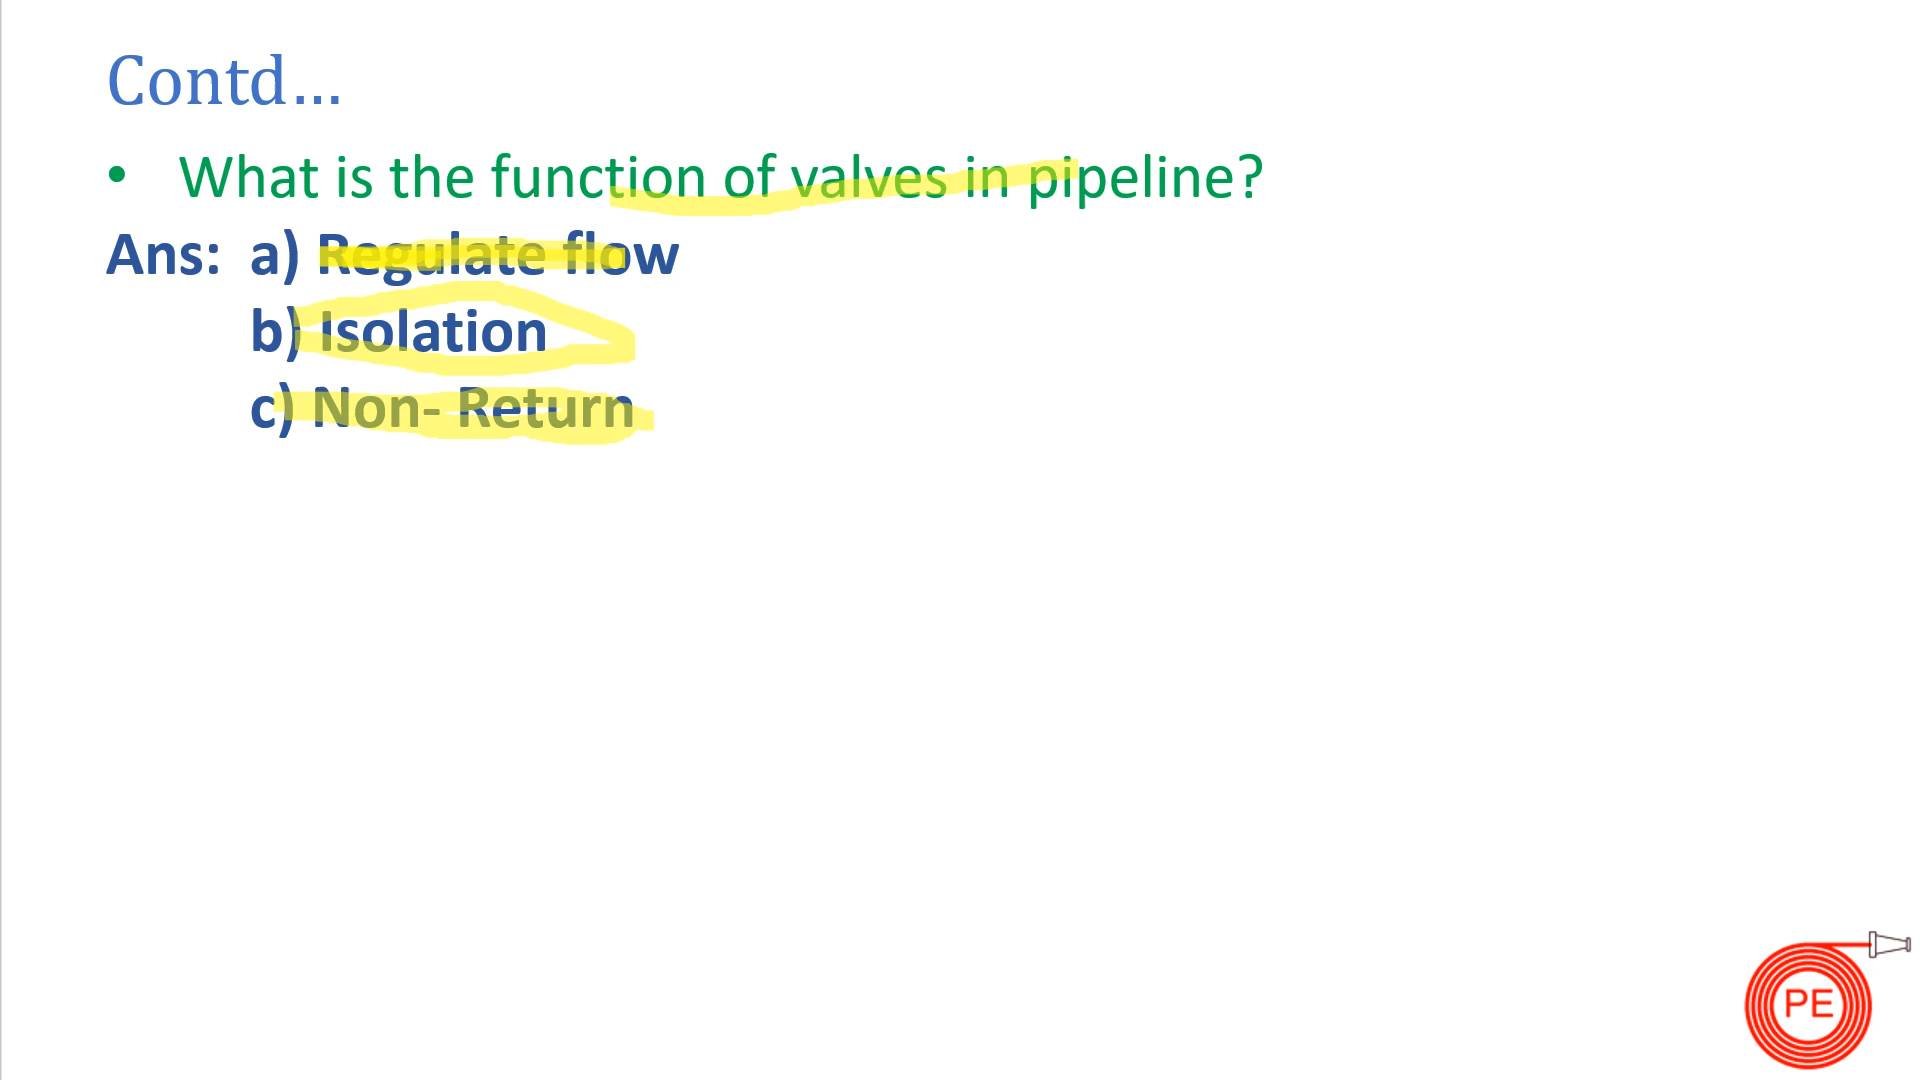 Contd...
• What is the function of valves in pipeline?
Ans: a) Regulate flow
b) Isolation
c) Non- Return
PE